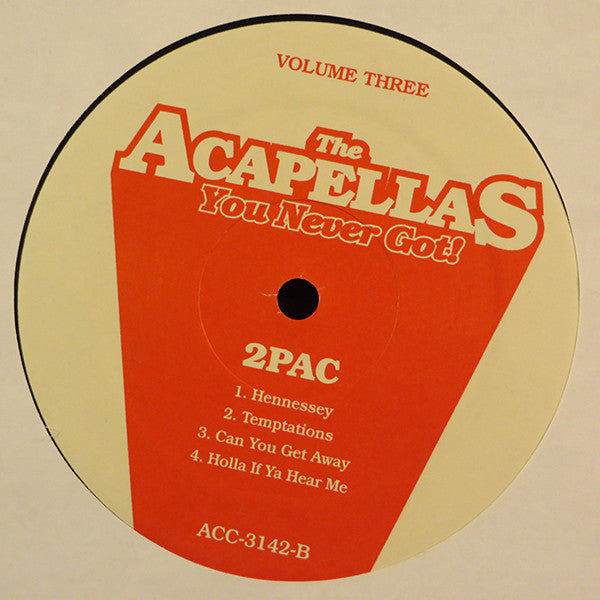 VOLUME THREE
The
ACAPELLAS
You Never Got!
2PAC
1. Hennessey
2. Temptations
3. Can You Get Away
4. Holla If Ya Hear Me
ACC-3142-B